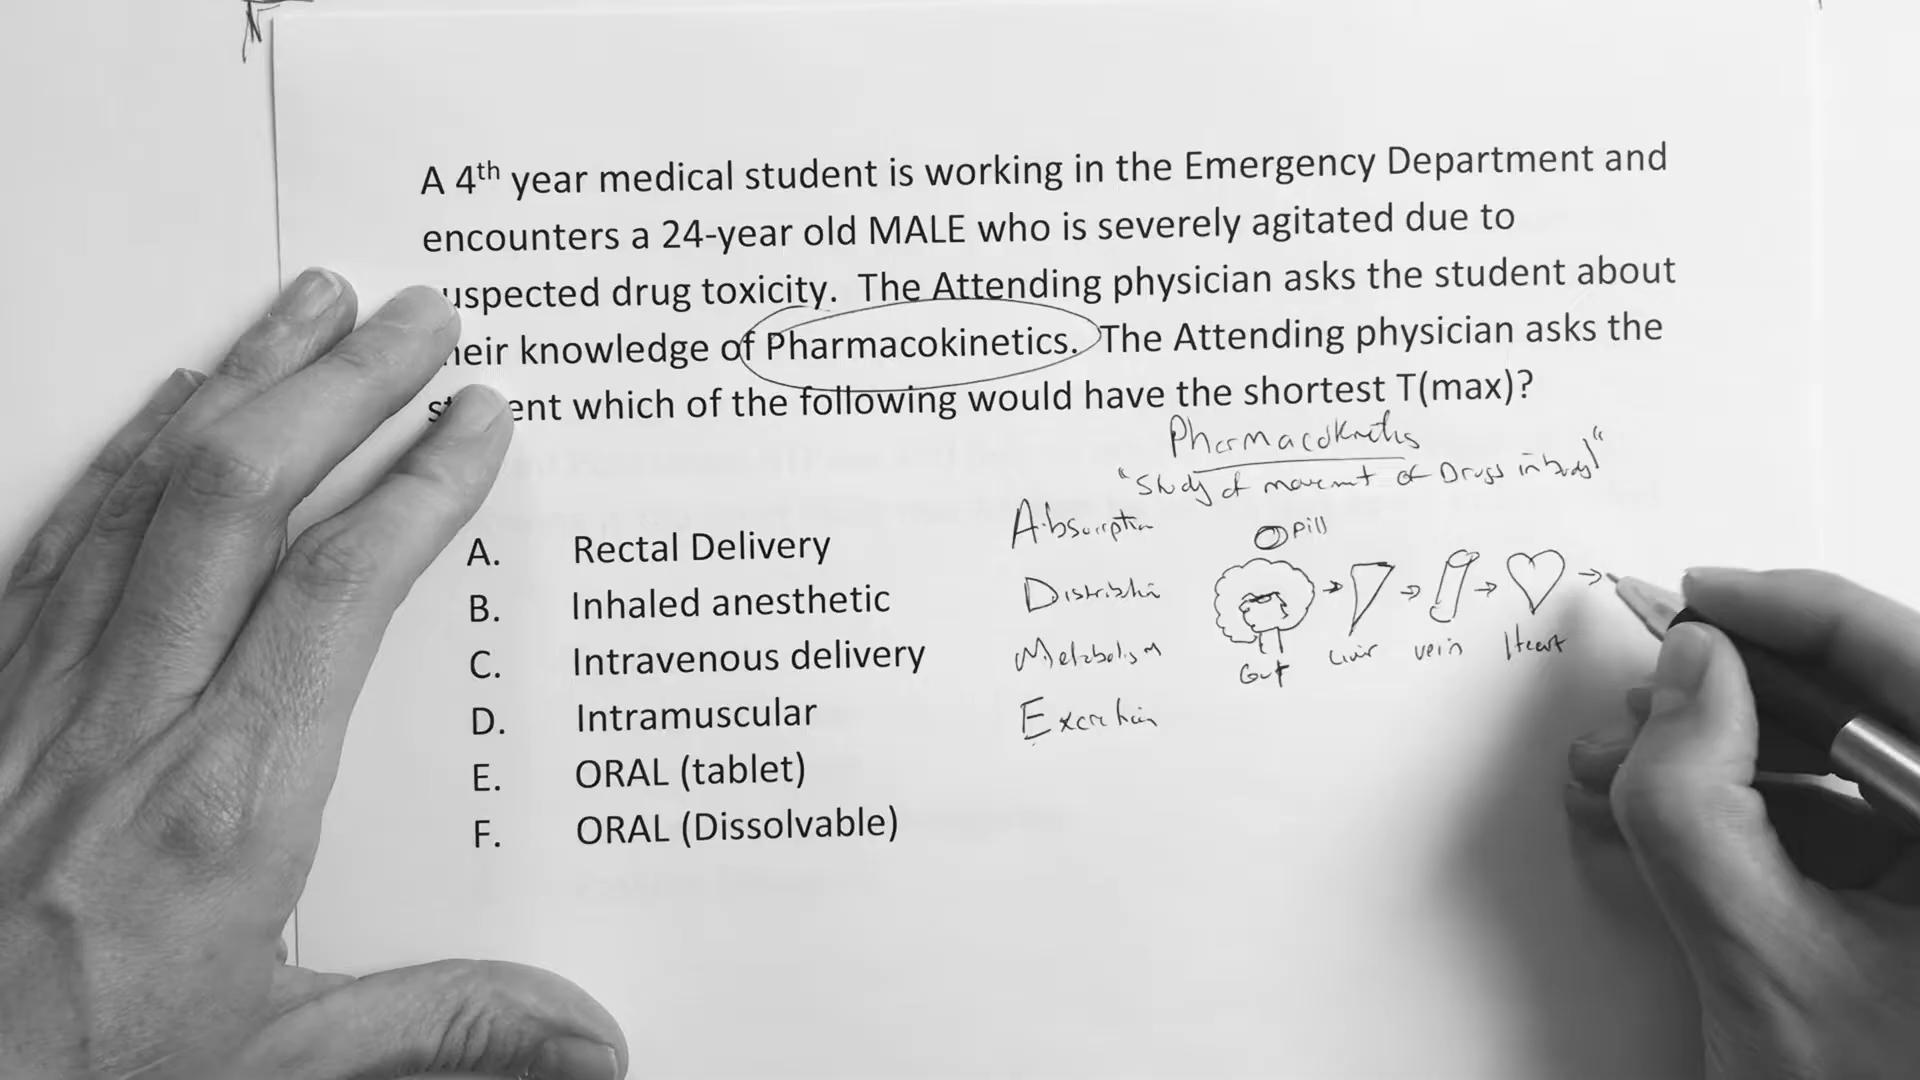 A 4th year medical student is working in the Emergency Department and
encounters a 24-year old MALE who is severely agitated due to
uspected drug toxicity. The Attending physician asks the student about
heir knowledge of Pharmacokinetics. The Attending physician asks the
st ent which of the following would have the shortest T(max)?
Pharmacokinetics
"Study of movement of Drugs in body"
A. Rectal Delivery
B. Inhaled anesthetic
C. Intravenous delivery
D. Intramuscular
E. ORAL (tablet)
F. ORAL (Dissolvable)
Absorption
Distribution
Metabolism
Excretion
Pill
Gut Liver vein Heart